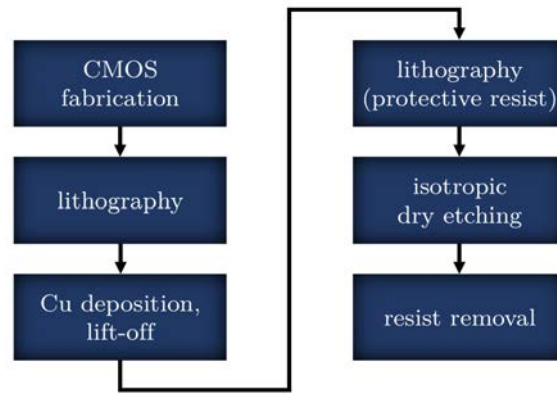 CMOS
fabrication
lithography
Cu deposition,
lift-off
lithography
(protective resist)
isotropic
dry etching
resist removal